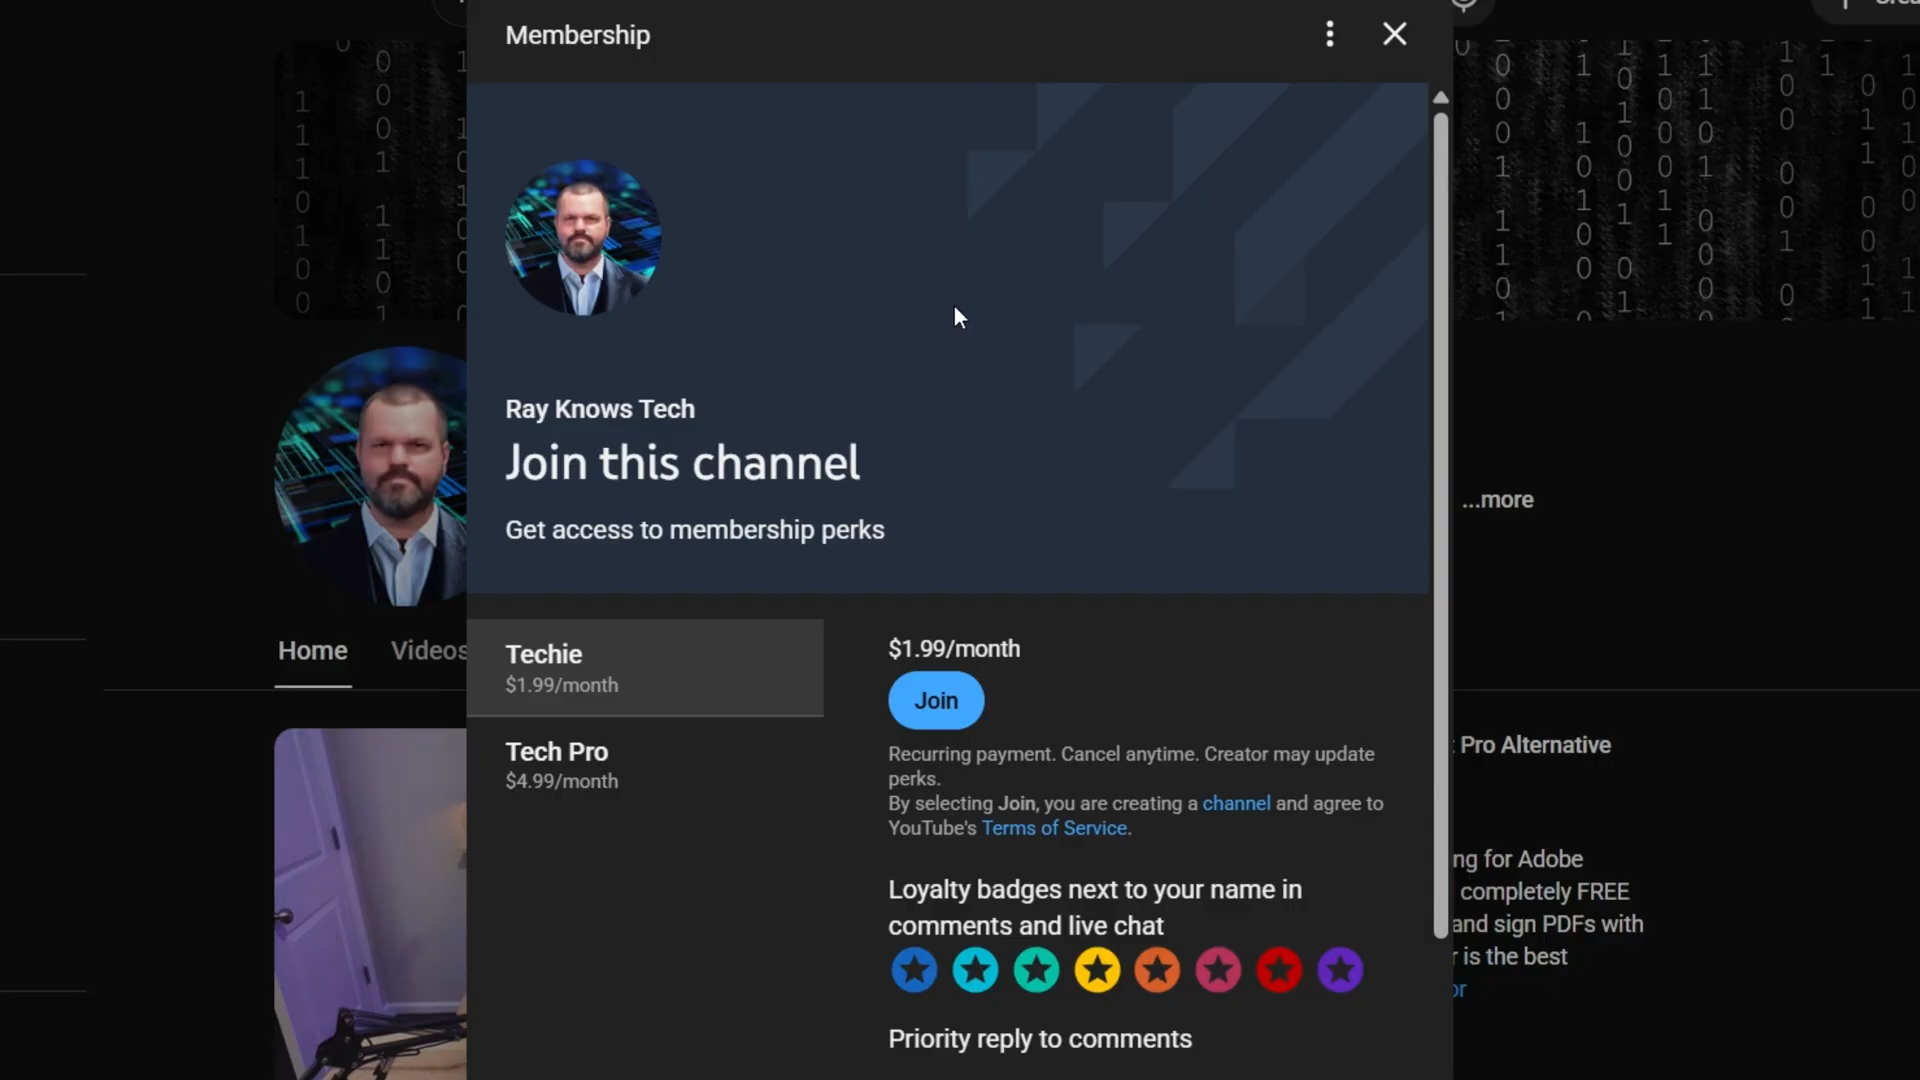 Membership
Ray Knows Tech
Join this channel
Get access to membership perks
...more
Home
Videos
Techie
$1.99/month
Tech Pro
$4.99/month
$1.99/month
Join
Recurring payment. Cancel anytime. Creator may update
perks.
By selecting Join, you are creating a channel and agree to
YouTube's Terms of Service.
Loyalty badges next to your name in
comments and live chat
Priority reply to comments
Pro Alternative
ng for Adobe
completely FREE
and sign PDFs with
r is the best
or